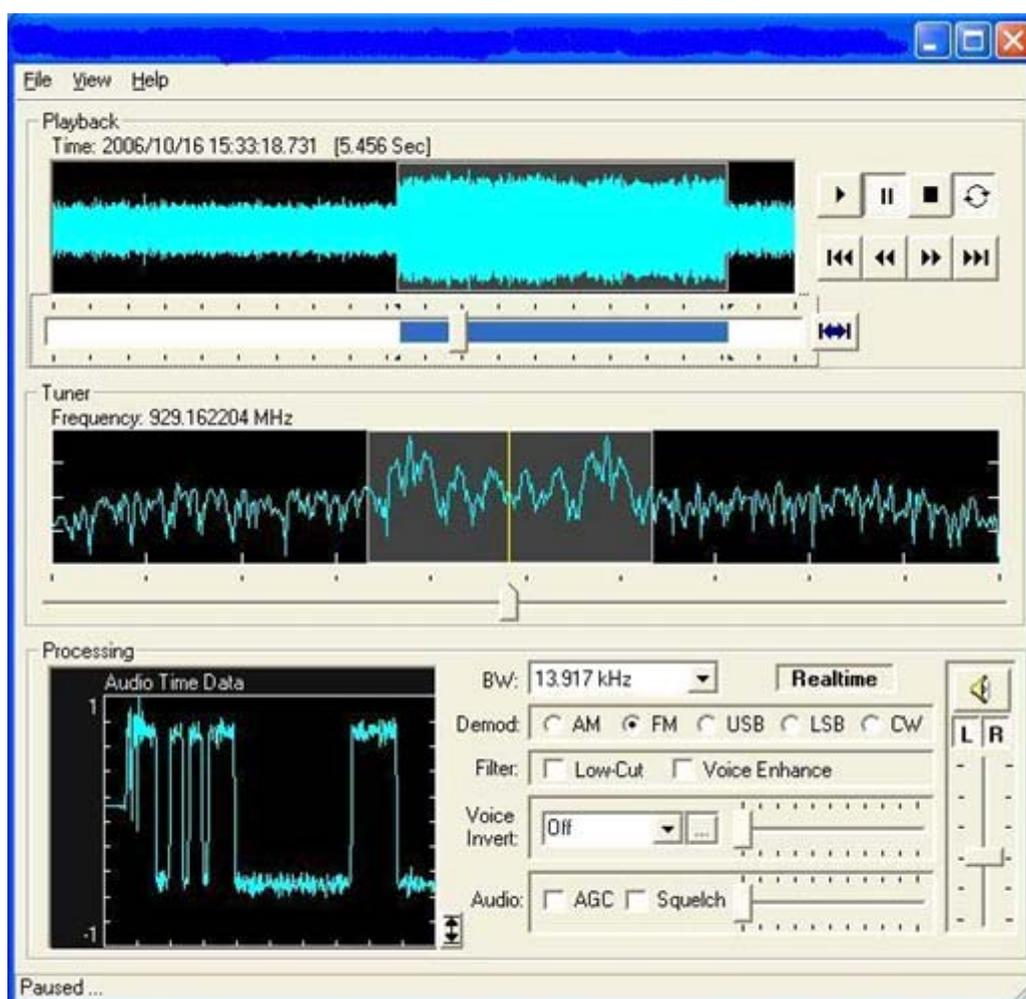 File View Help
Playback
Time: 2006/10/16 15:33:18.731 [5.456 Sec]
Tuner
Frequency: 929.162204 MHz
Processing
Audio Time Data
1
-1
BW: 13.917 kHz Realtime
Demod: AM FM USB LSB CW
L R
Filter: Low-Cut Voice Enhance
Voice Invert: Off ...
Audio: AGC Squelch
Paused ...